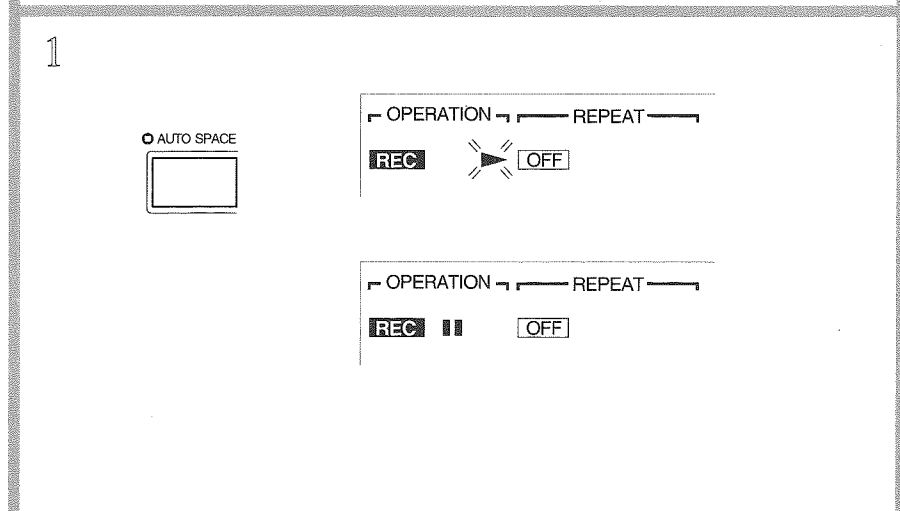 1
OPERATION REPEAT
AUTO SPACE
REC OFF
OPERATION REPEAT
REC OFF